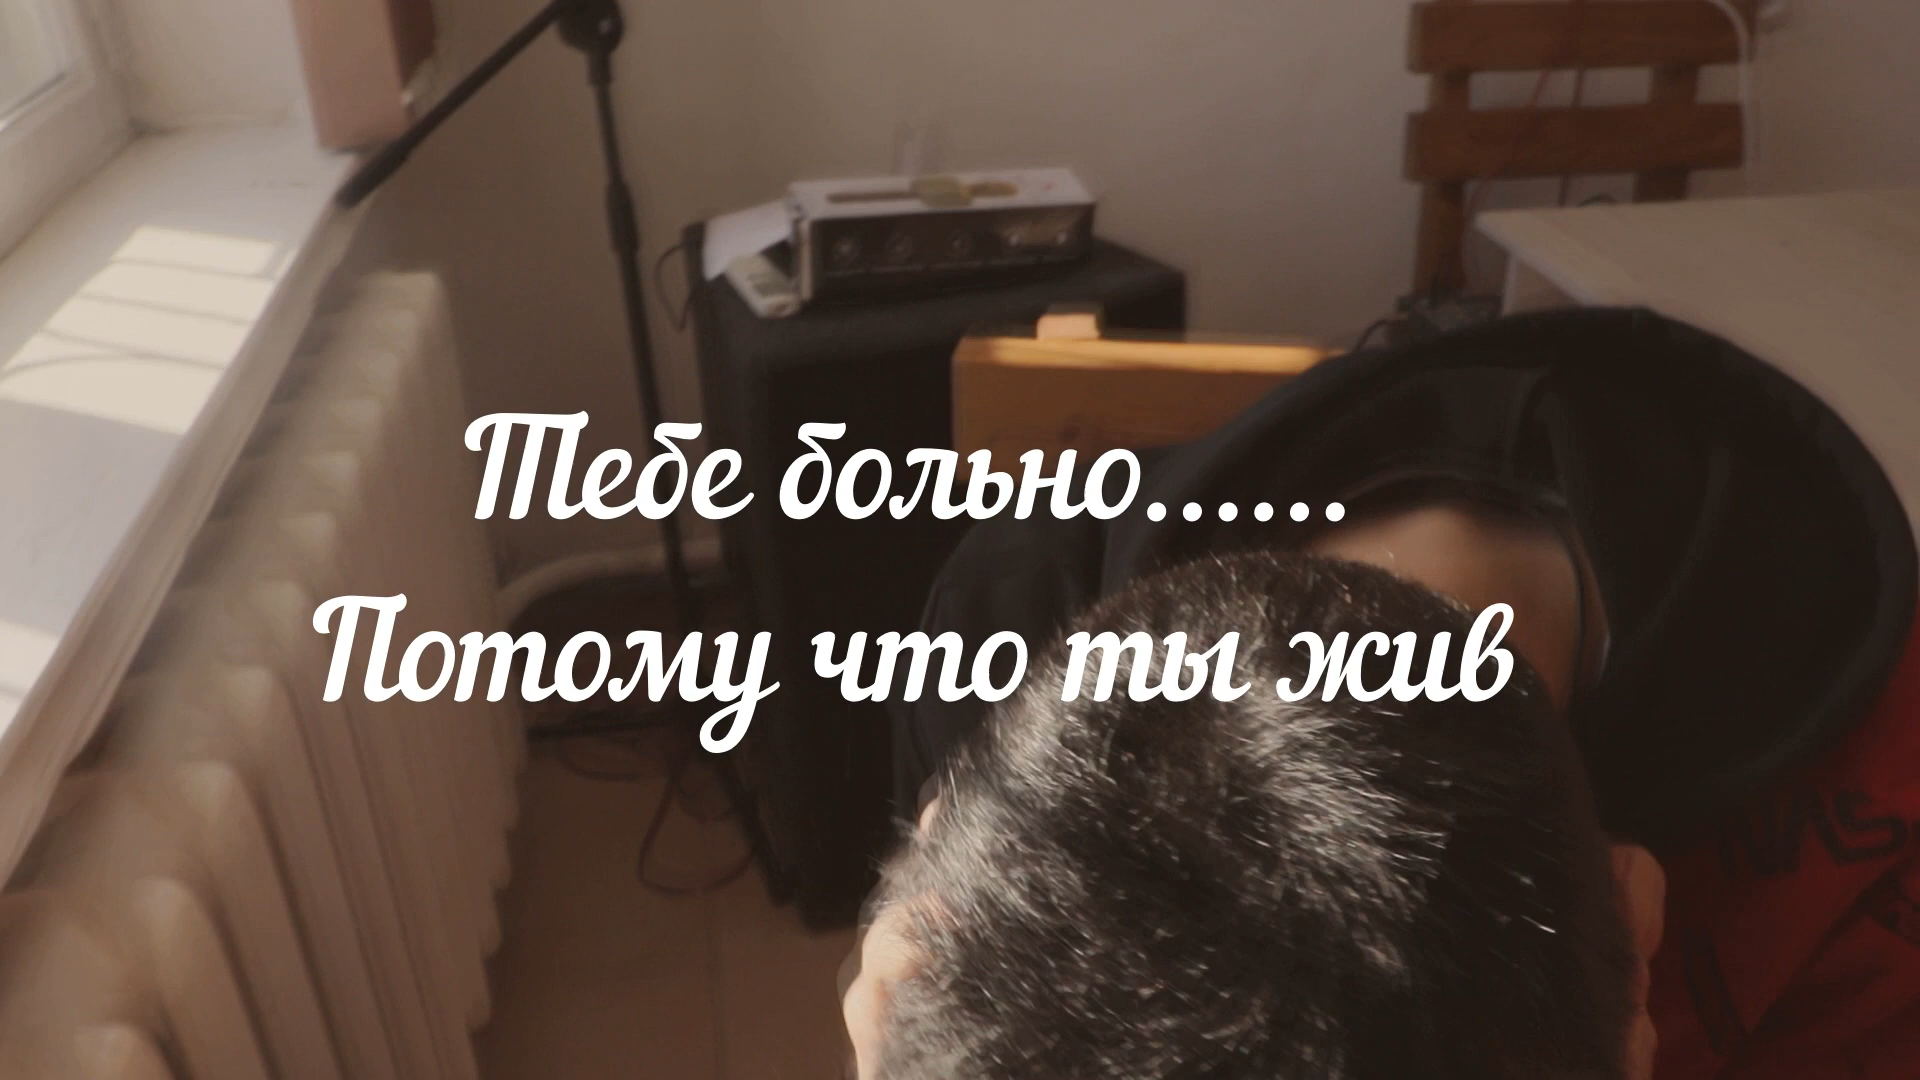 Тебе больно......
Потому что ты жив